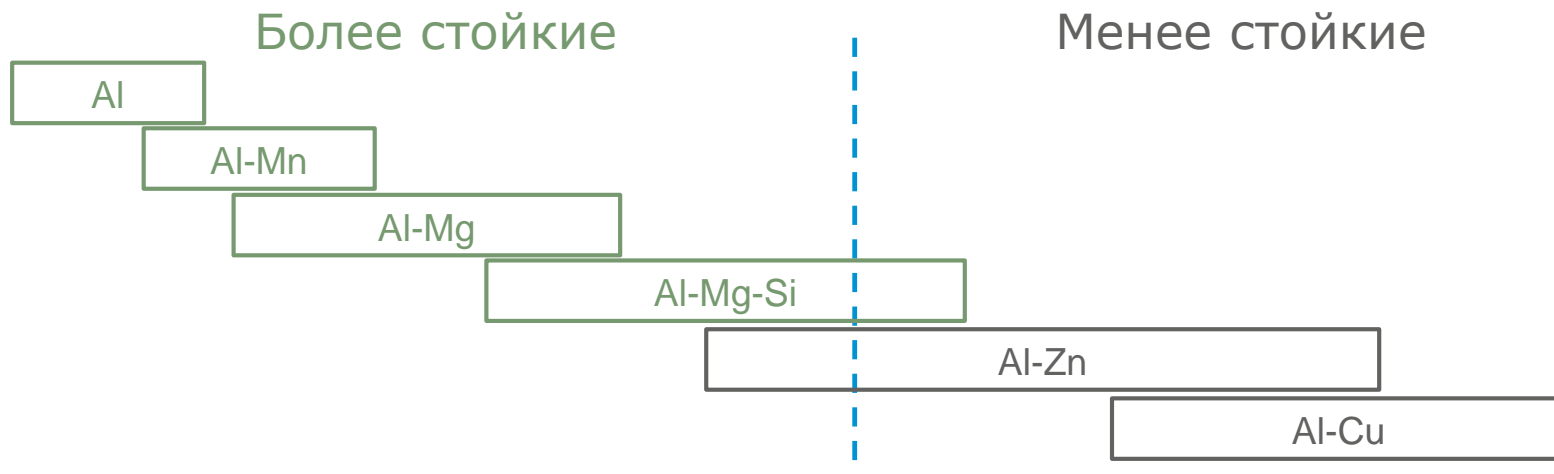 Более стойкие
Менее стойкие
Al
Al-Mn
Al-Mg
Al-Mg-Si
Al-Zn
Al-Cu